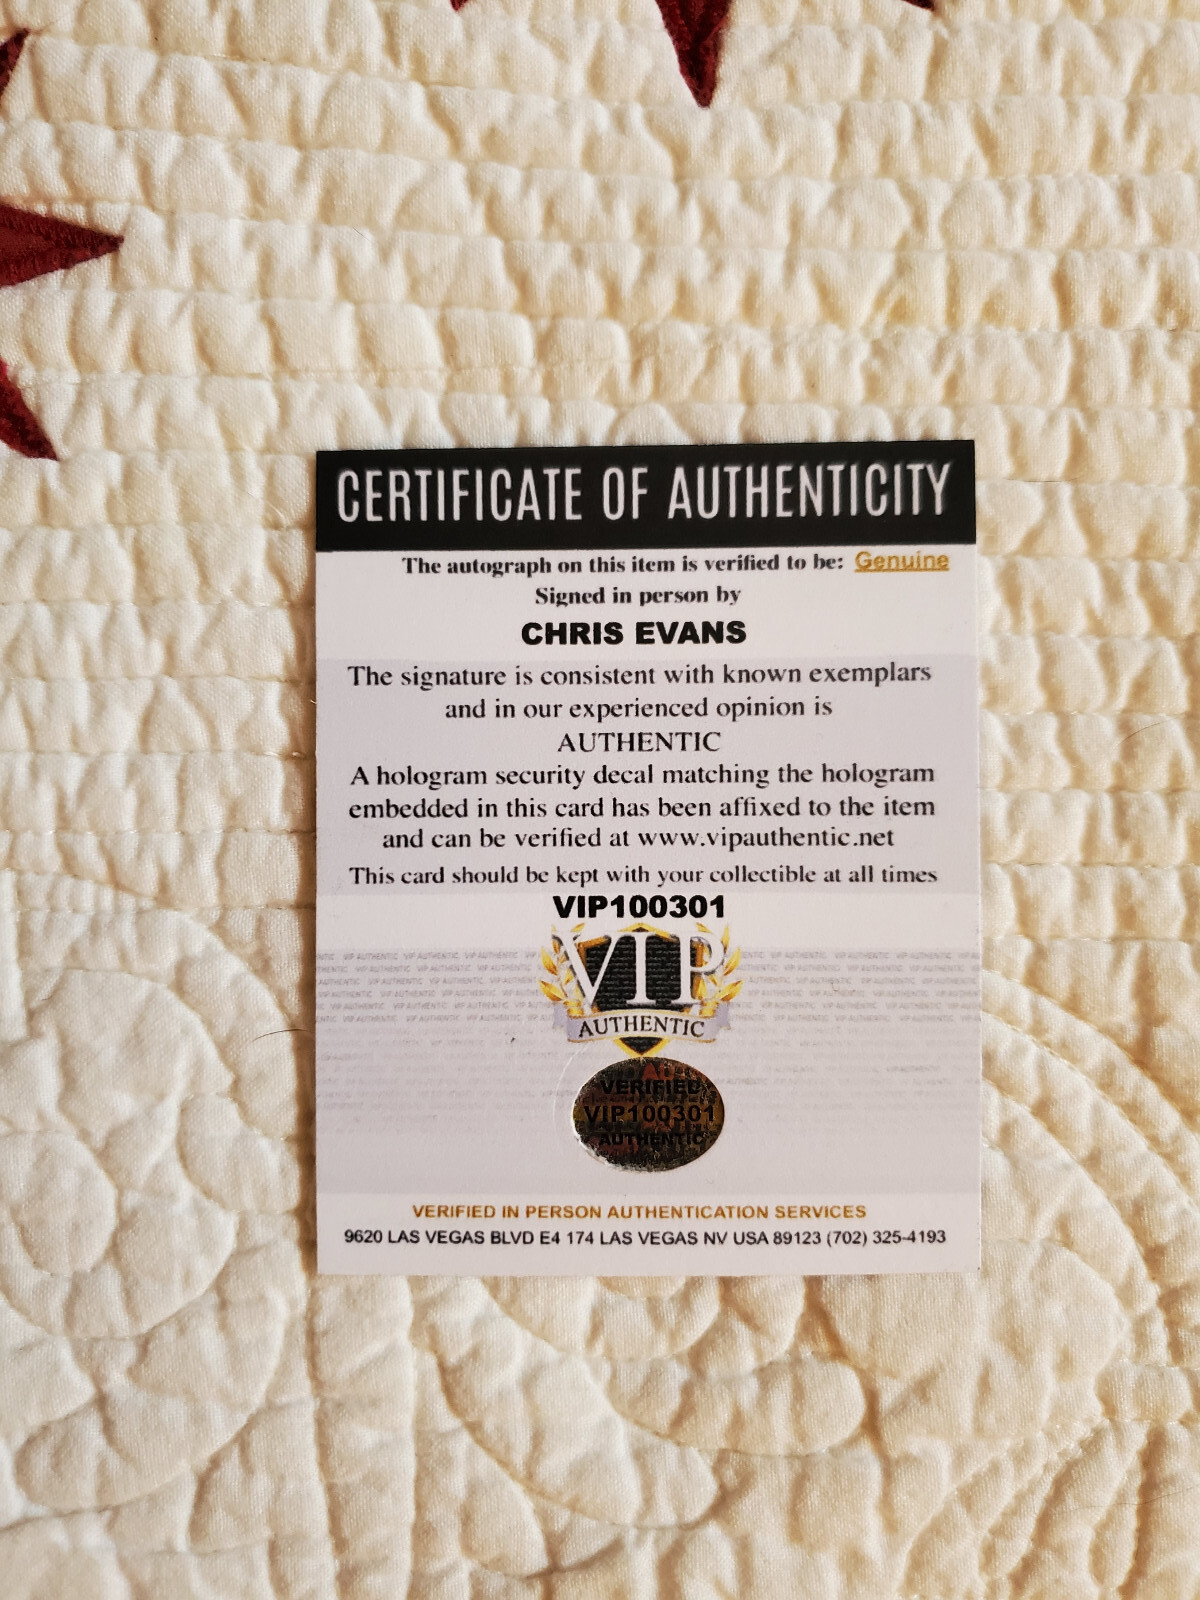 CERTIFICATE OF AUTHENTICITY
The autograph on this item is verified to be: Genuine
Signed in person by
CHRIS EVANS
The signature is consistent with known exemplars
and in our experienced opinion is
AUTHENTIC
A hologram security decal matching the hologram
embedded in this card has been affixed to the item
and can be verified at www.vipauthentic.net
This card should be kept with your collectible at all times
VIP100301
VIP
AUTHENTIC
VERIFIED
VIP100301
AUTHENTIC
VERIFIED IN PERSON AUTHENTICATION SERVICES
9620 LAS VEGAS BLVD E4 174 LAS VEGAS NV USA 89123 (702) 325-4193